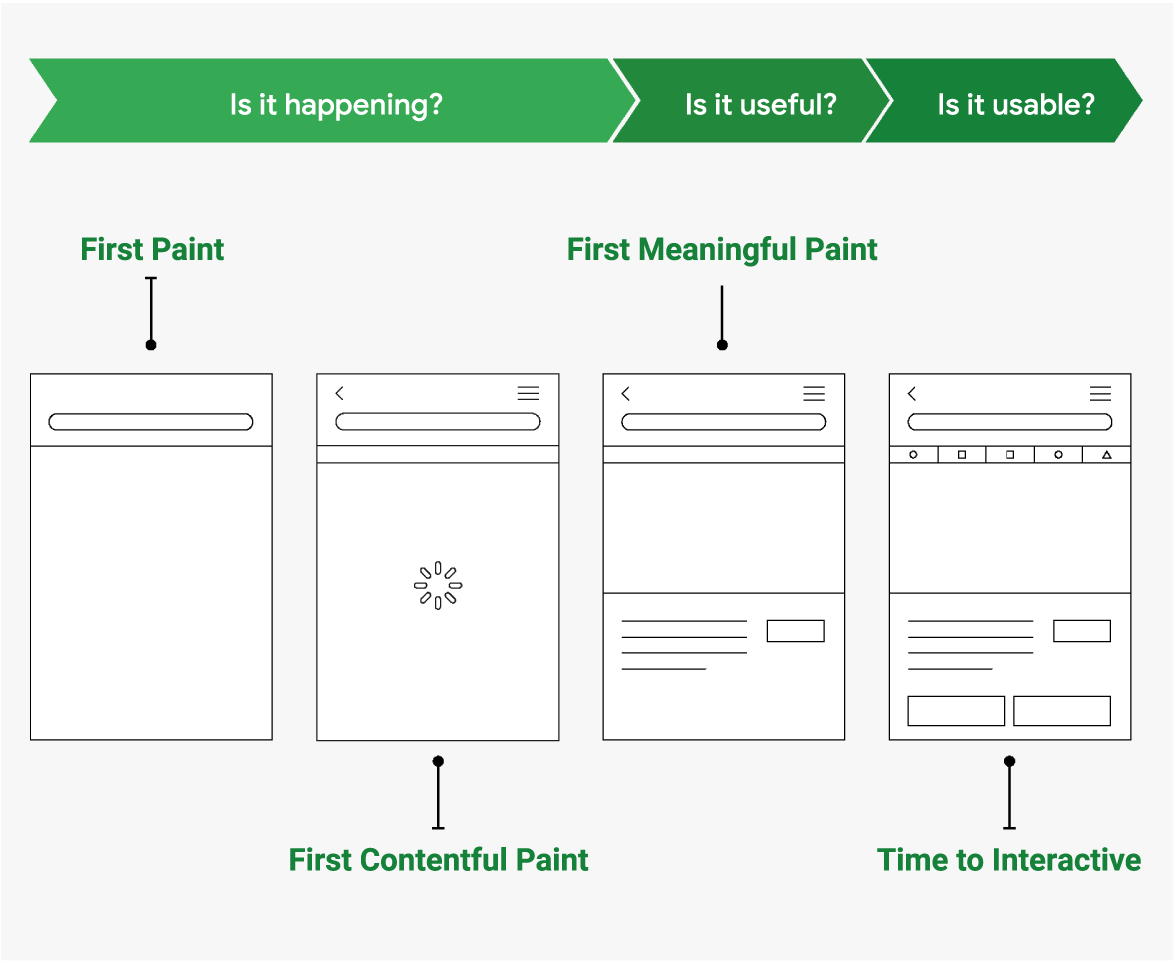 Is it happening?
Is it useful?
Is it usable?
First Paint
First Meaningful Paint
First Contentful Paint
Time to Interactive